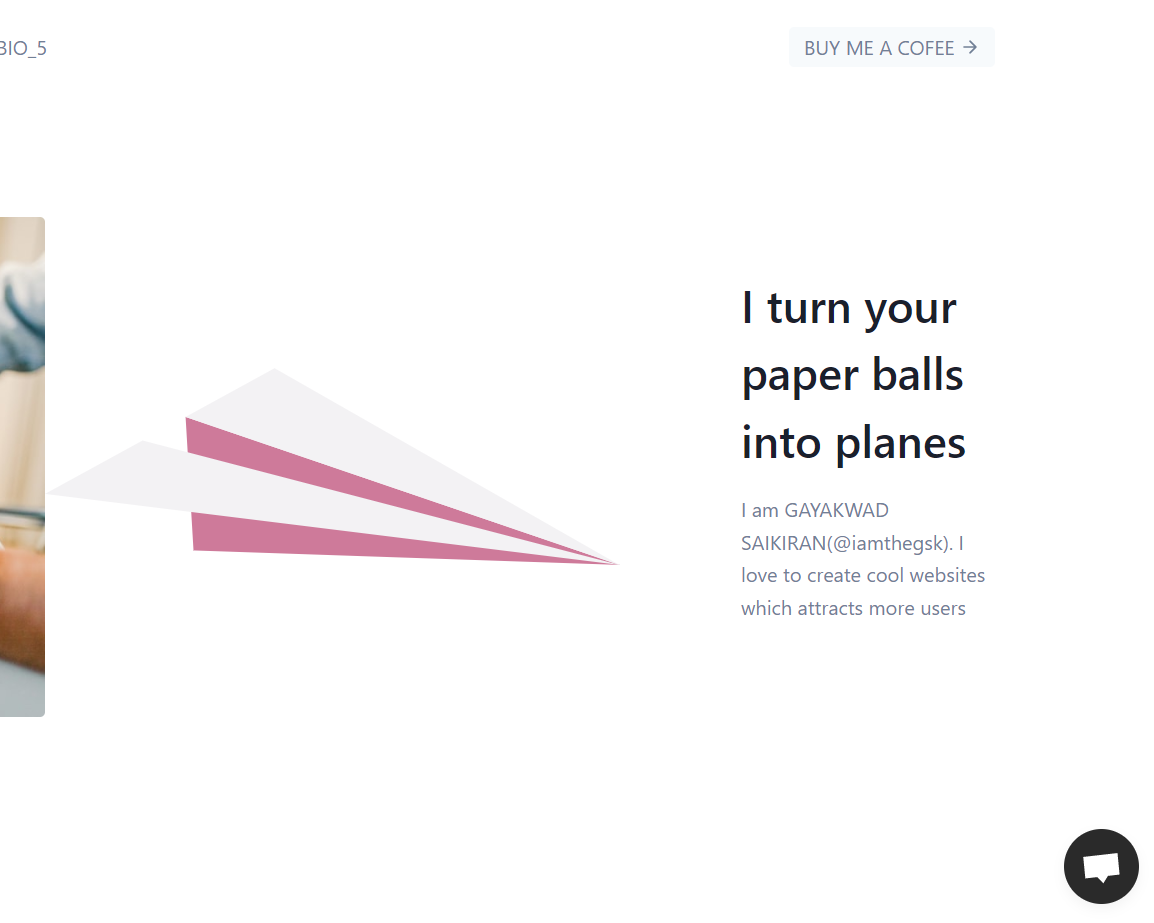 BIO_5
BUY ME A COFEE →
I turn your
paper balls
into planes
I am GAYAKWAD
SAIKIRAN(@iamthegsk). I
love to create cool websites
which attracts more users